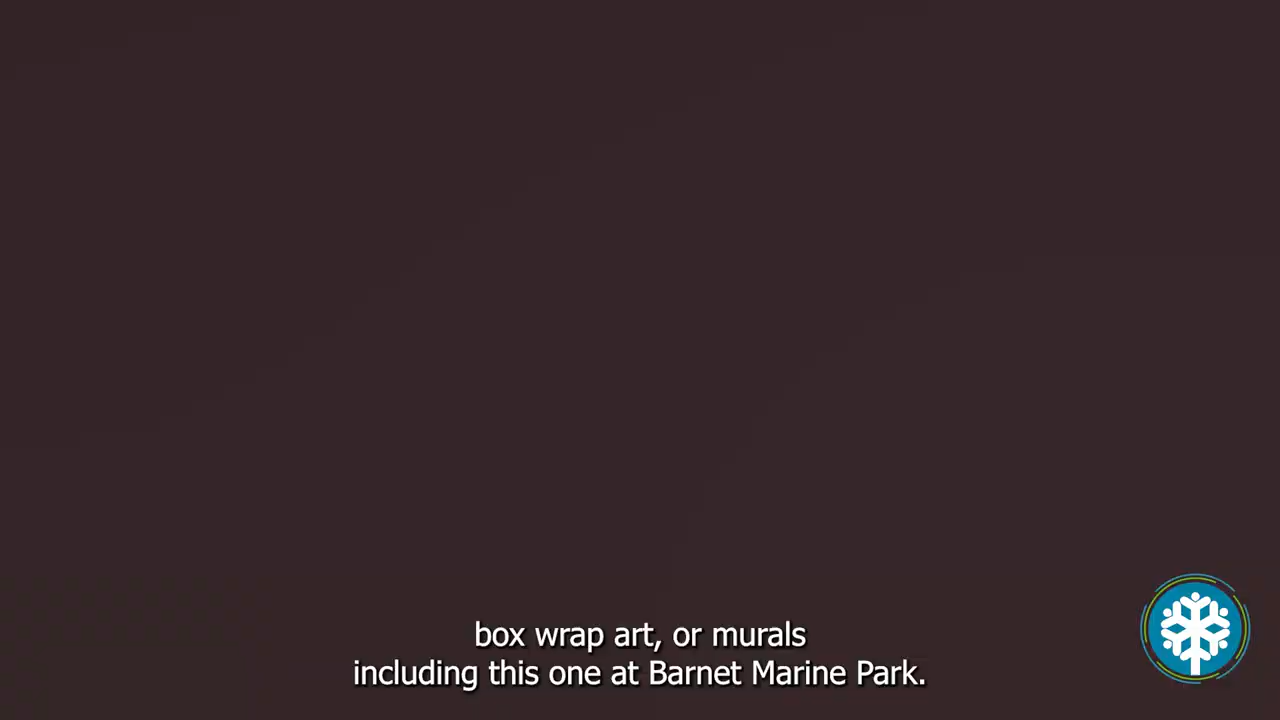 box wrap art, or murals
including this one at Barnet Marine Park.